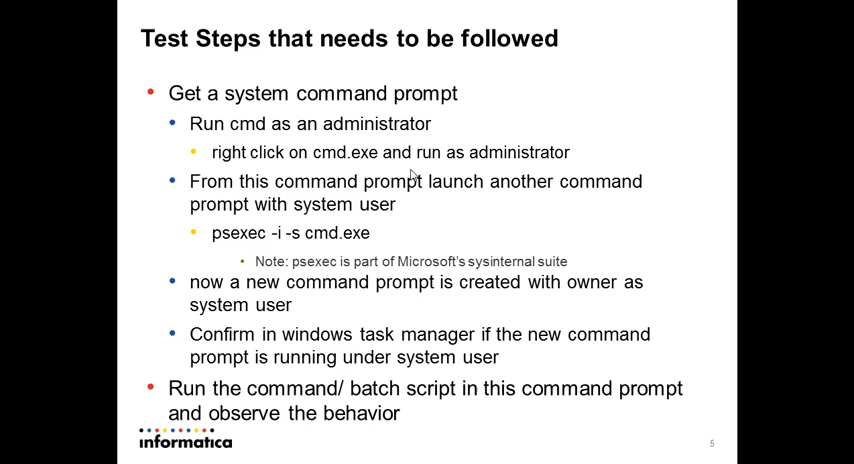 Test Steps that needs to be followed
• Get a system command prompt
• Run cmd as an administrator
• right click on cmd.exe and run as administrator
• From this command prompt launch another command
prompt with system user
• psexec -i -s cmd.exe
• Note: psexec is part of Microsoft's sysinternal suite
• now a new command prompt is created with owner as
system user
• Confirm in windows task manager if the new command
prompt is running under system user
• Run the command/ batch script in this command prompt
and observe the behavior
informatica
5